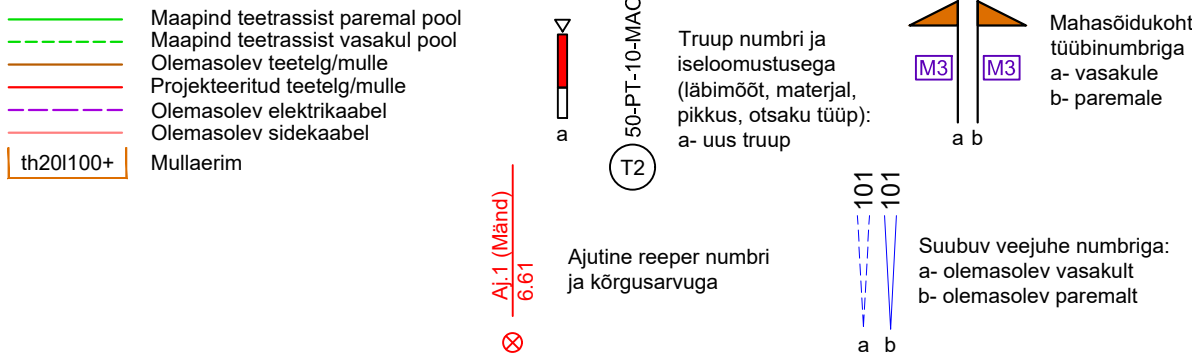 Maapind teetrassist paremal pool
Maapind teetrassist vasakul pool
Olemasolev teetelg/mulle
Projekteeritud teetelg/mulle
Olemasolev elektrikaabel
Olemasolev sidekaabel
th20l100+
Mullaerim
a
50-PT-10-MAO
T2
Truup numbri ja
iseloomustusega
(läbimõõt, materjal,
pikkus, otsaku tüüp):
a- uus truup
M3
M3
a b
Mahasõidukoht
tüübinumbriga
a- vasakule
b- paremale
Aj.1 (Mänd)
6.61
Ajutine reeper numbri
ja kõrgusarvuga
101
101
a
b
Suubuv veejuhe numbriga:
a- olemasolev vasakult
b- olemasolev paremalt